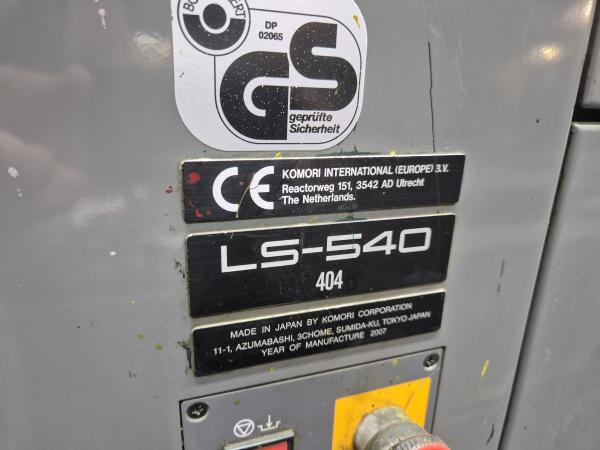 DP
02065
GS
geprüfte
Sicherheit
CE KOMORI INTERNATIONAL (EUROPE) B.V.
Reactorweg 151, 3542 AD Utrecht
The Netherlands.
LS-540
404
MADE IN JAPAN BY KOMORI CORPORATION
11-1, AZUMABASHI, 3CHOME, SUMIDA-KU, TOKYO JAPAN
YEAR OF MANUFACTURE 2007